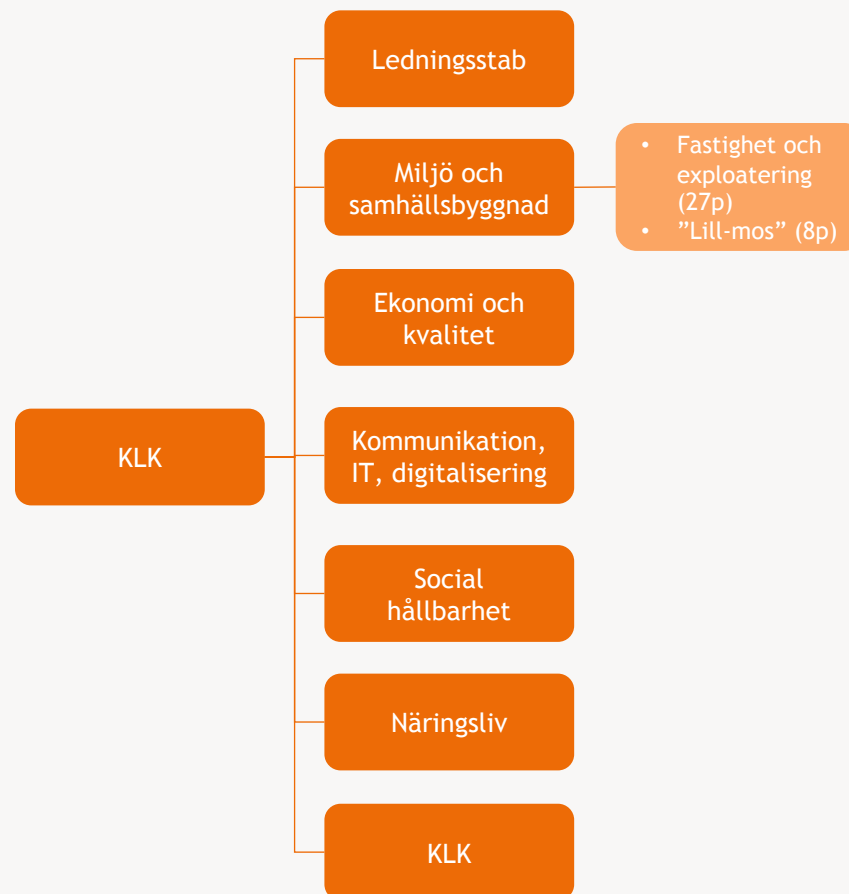 Ledningsstab
Miljö och
samhällsbyggnad
• Fastighet och
exploatering
(27p)
• ”Lill-mos” (8p)
Ekonomi och
kvalitet
KLK
Kommunikation,
IT, digitalisering
Social
hållbarhet
Näringsliv
KLK